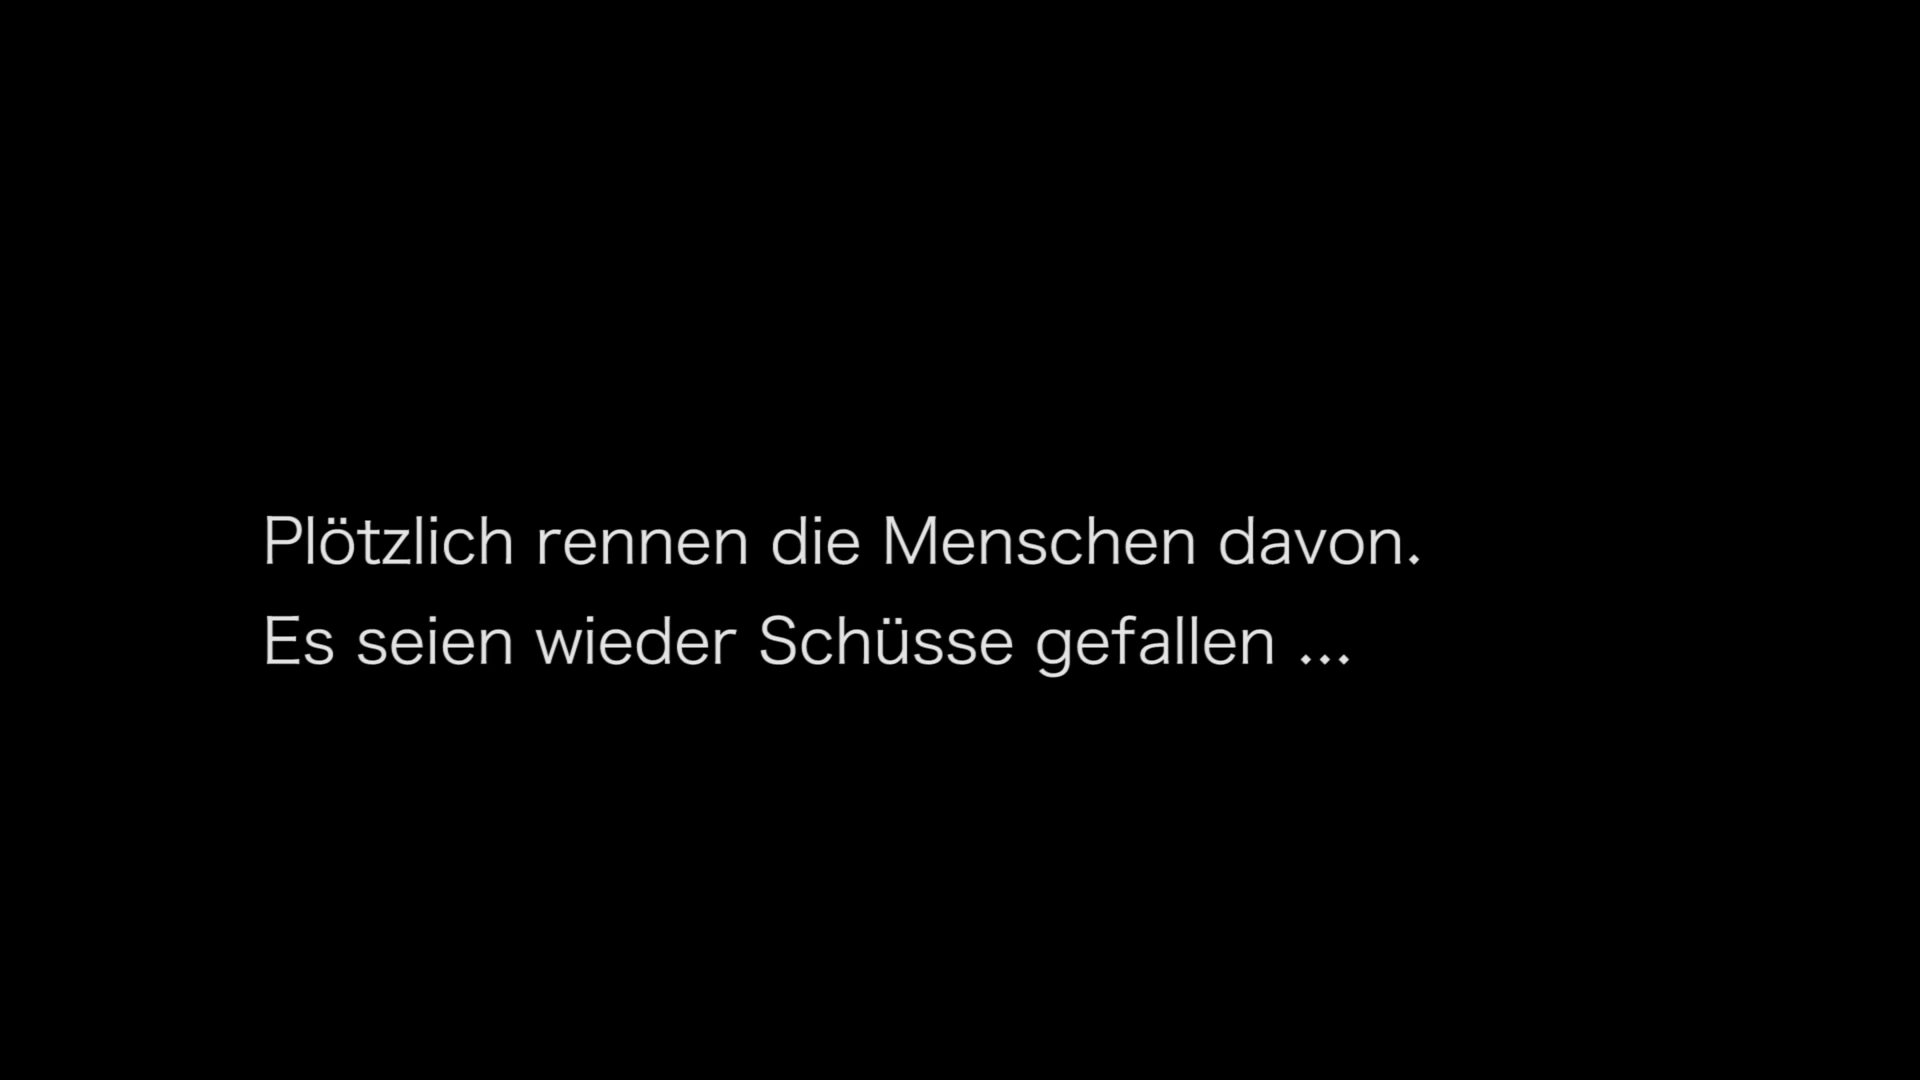 Plötzlich rennen die Menschen davon.
Es seien wieder Schüsse gefallen ...